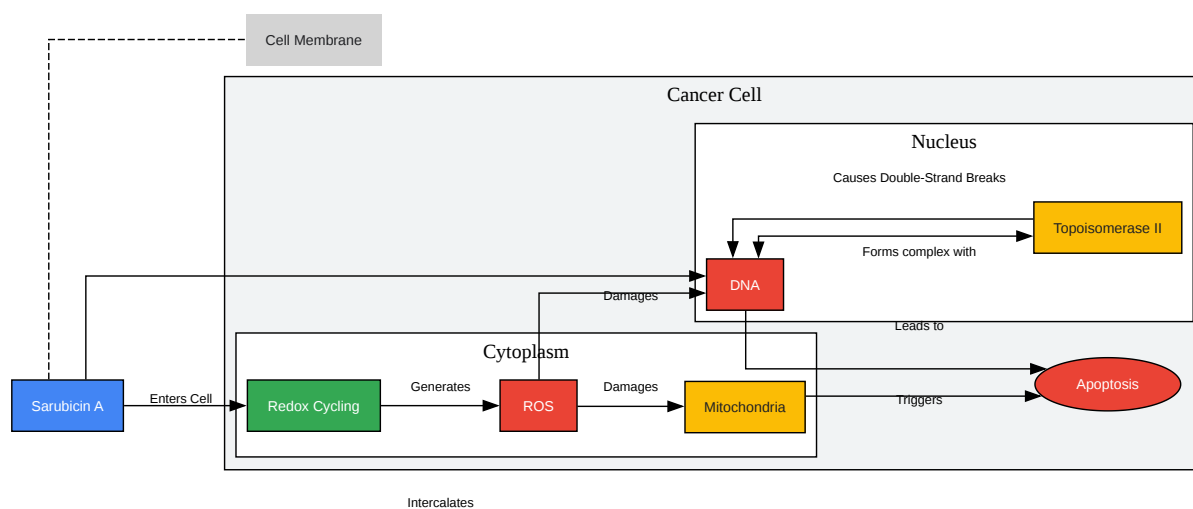 Cell Membrane
Cancer Cell
Nucleus
Causes Double-Strand Breaks
Topoisomerase II
Forms complex with
DNA
Damages
Leads to
Cytoplasm
Sarubicin A
Enters Cell
Redox Cycling
Generates
ROS
Damages
Mitochondria
Triggers
Apoptosis
Intercalates